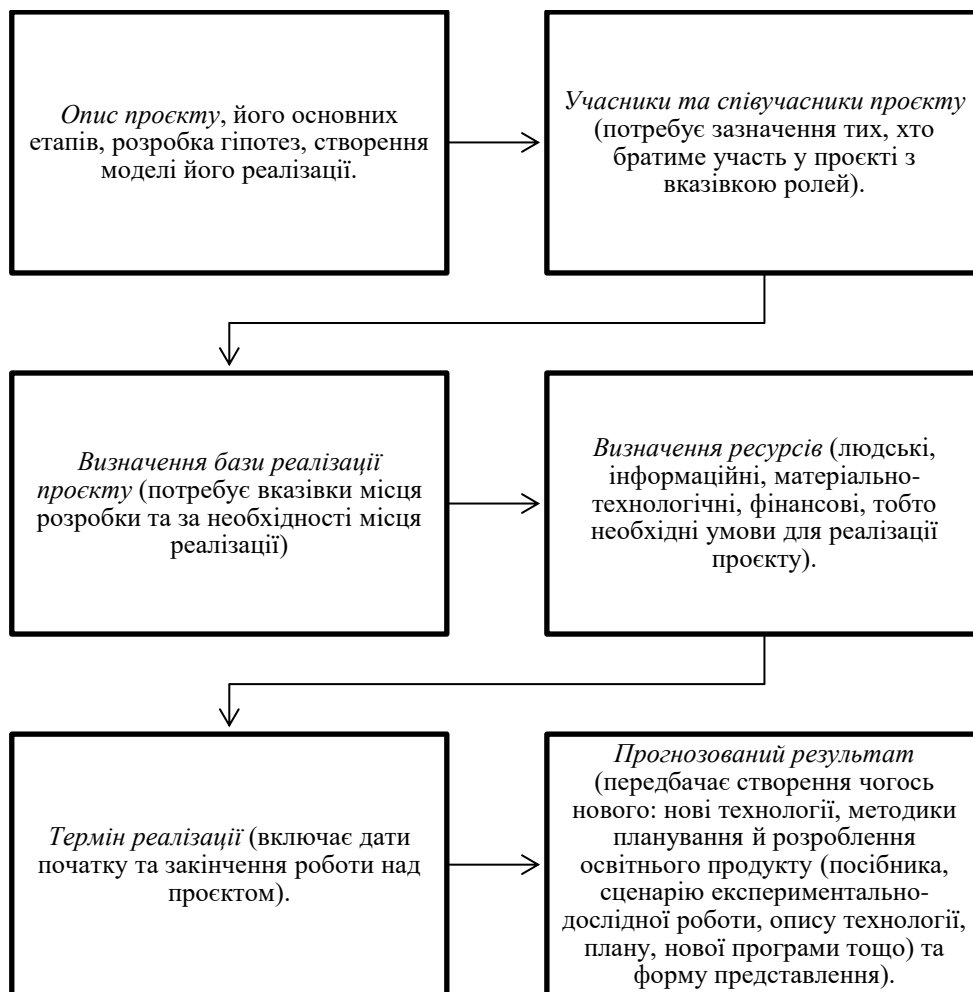 Опис проєкту, його основних
етапів, розробка гіпотез, створення
моделі його реалізації.
Учасники та співучасники проєкту
(потребує зазначення тих, хто
братиме участь у проєкті з
вказівкою ролей).
Визначення бази реалізації
проєкту (потребує вказівки місця
розробки та за необхідності місця
реалізації)
Визначення ресурсів (людські,
інформаційні, матеріально-
технологічні, фінансові, тобто
необхідні умови для реалізації
проєкту).
Термін реалізації (включає дати
початку та закінчення роботи над
проєктом).
Прогнозований результат
(передбачає створення чогось
нового: нові технології, методики
планування й розроблення
освітнього продукту (посібника,
сценарію експериментально-
дослідної роботи, опису технології,
плану, нової програми тощо) та
форму представлення).